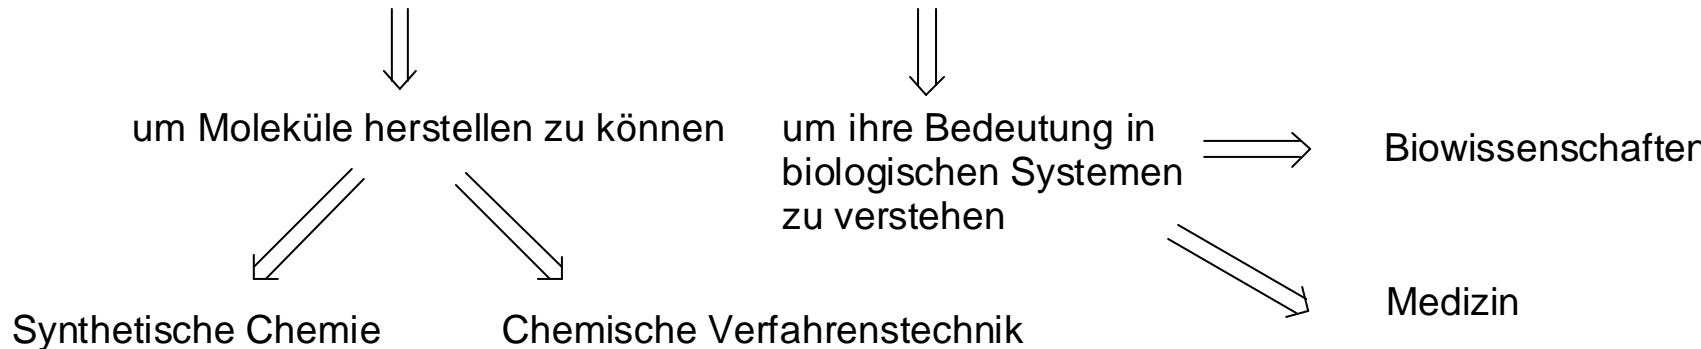 um Moleküle herstellen zu können
um ihre Bedeutung in
biologischen Systemen
zu verstehen
Biowissenschaften
Medizin
Synthetische Chemie
Chemische Verfahrenstechnik